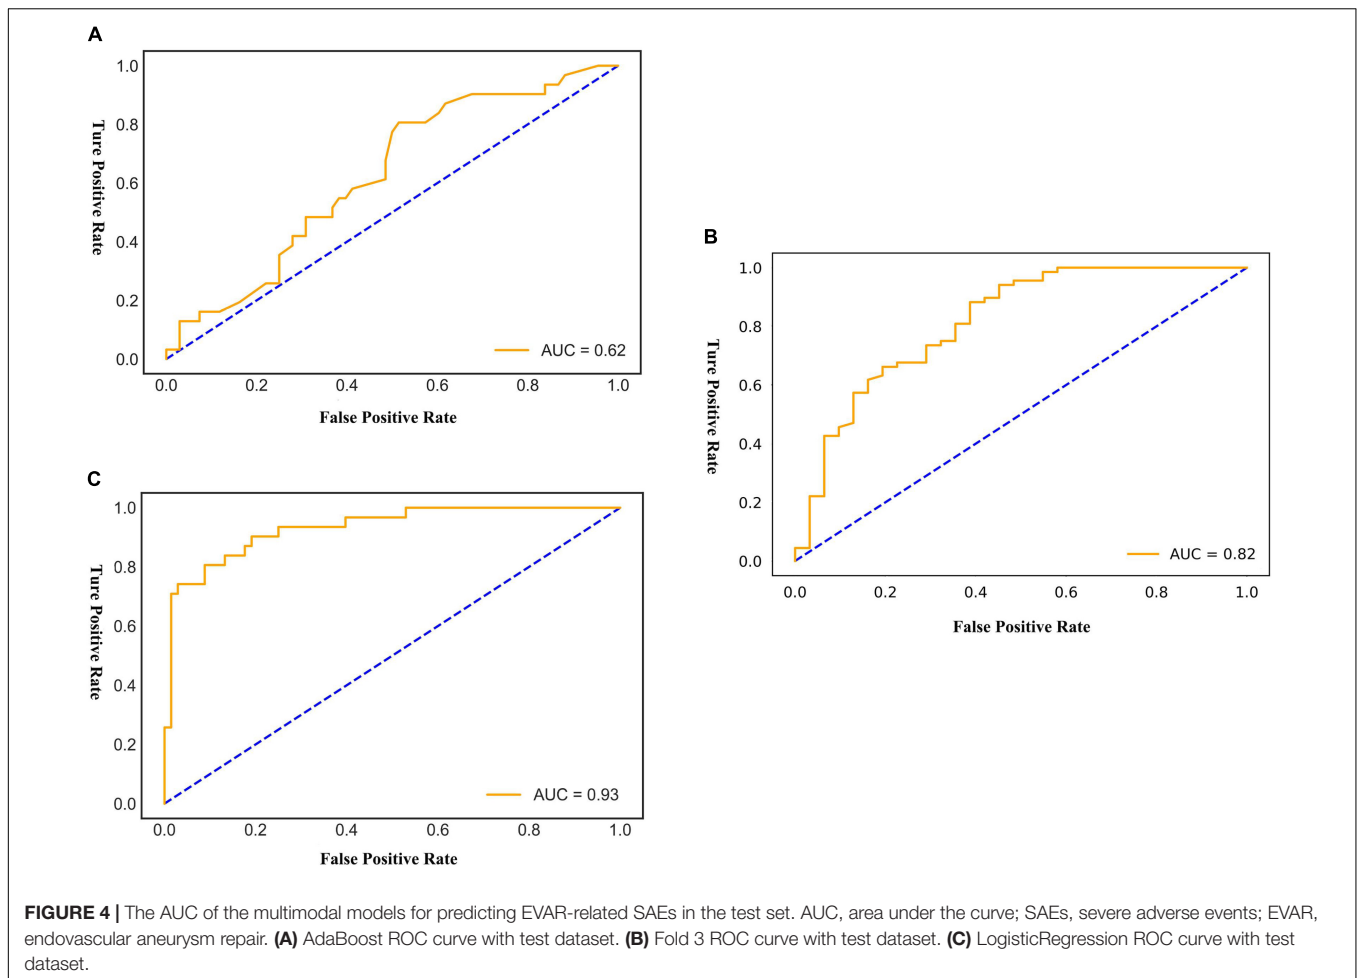 A
1.0
0.8
0.6
0.4
0.2
0.0
Ture Positive Rate
AUC = 0.62
0.0 0.2 0.4 0.6 0.8 1.0
False Positive Rate
B
1.0
0.8
0.6
0.4
0.2
0.0
Ture Positive Rate
AUC = 0.82
0.0 0.2 0.4 0.6 0.8 1.0
False Positive Rate
C
1.0
0.8
0.6
0.4
0.2
0.0
Ture Positive Rate
AUC = 0.93
0.0 0.2 0.4 0.6 0.8 1.0
False Positive Rate
FIGURE 4 | The AUC of the multimodal models for predicting EVAR-related SAEs in the test set. AUC, area under the curve; SAEs, severe adverse events; EVAR,
endovascular aneurysm repair. (A) AdaBoost ROC curve with test dataset. (B) Fold 3 ROC curve with test dataset. (C) LogisticRegression ROC curve with test
dataset.